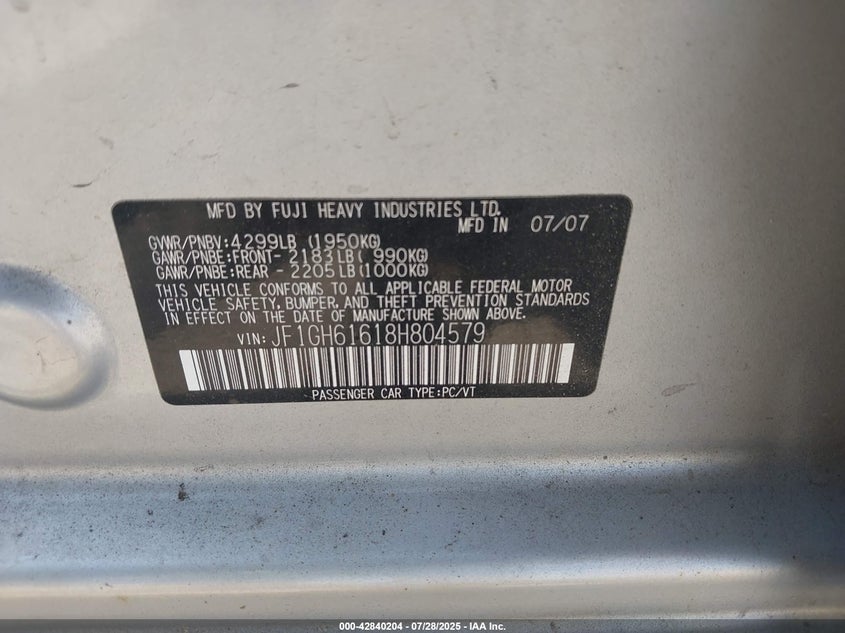 MFD BY FUJI HEAVY INDUSTRIES LTD.
MFD IN 07/07
GVWR/PNBV:4299LB (1950KG)
GAWR/PNBE:FRONT- 2183LB( 990KG)
GAWR/PNBE:REAR - 2205LB(1000KG)
THIS VEHICLE CONFORMS TO ALL APPLICABLE FEDERAL MOTOR
VEHICLE SAFETY, BUMPER, AND THEFT PREVENTION STANDARDS
IN EFFECT ON THE DATE OF MANUFACTURE SHOWN ABOVE.
VIN: JF1GH61618H804579
PASSENGER CAR TYPE:PC/VT
000-42840204 - 07/28/2025 - IAA Inc.